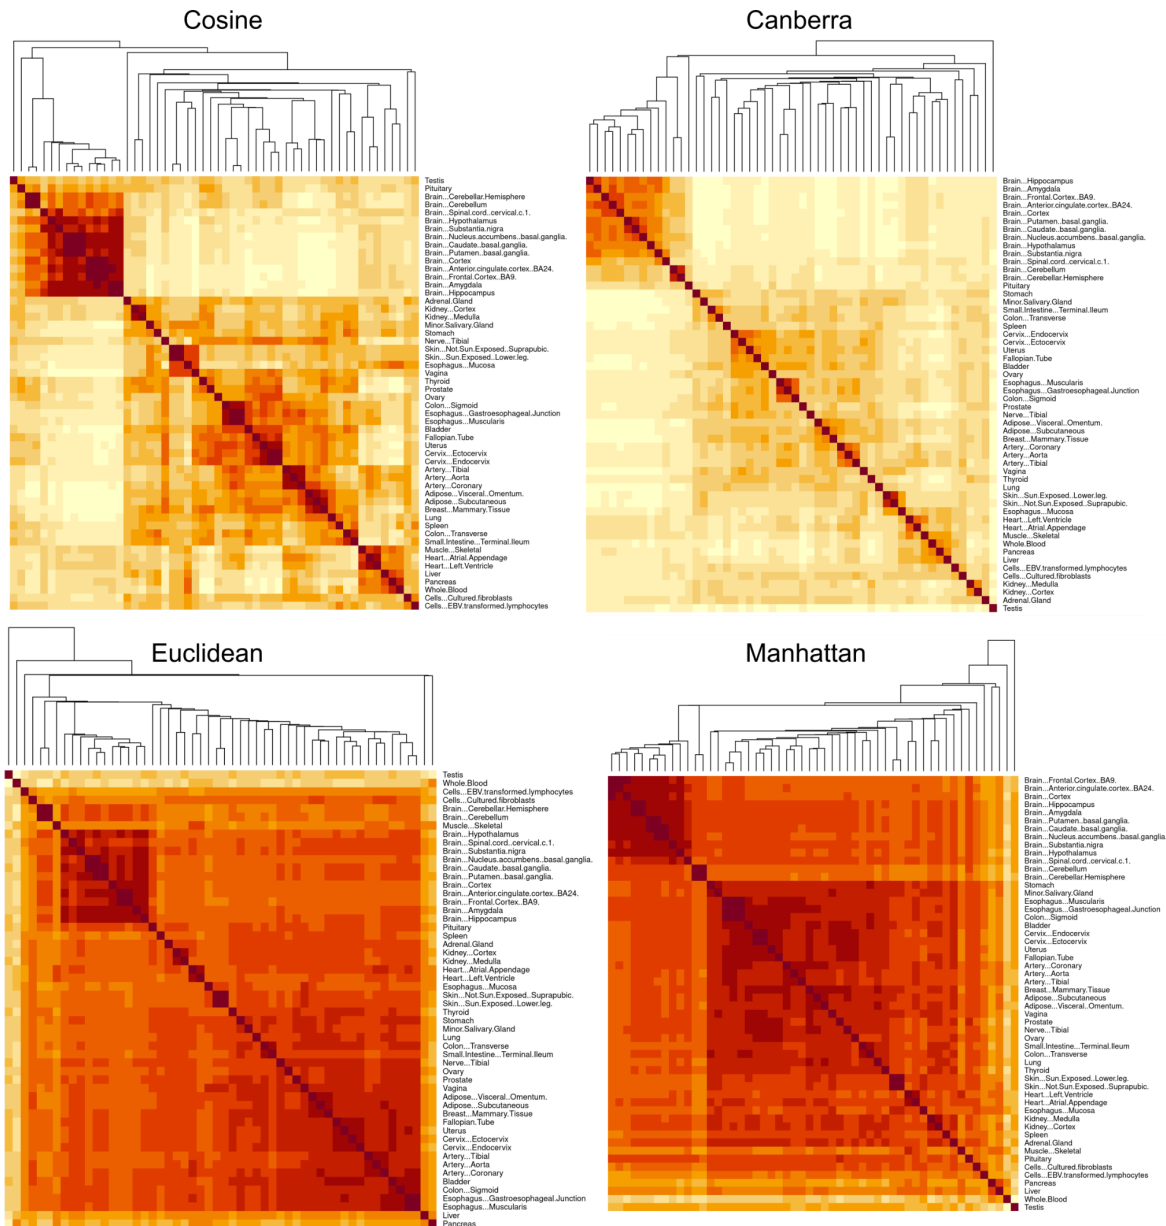 Cosine
Testis
Pituitary
Brain...Cerebellar.Hemisphere
Brain...Cerebellum
Brain...Spinal.cord..cervical.c.1.
Brain...Hypothalamus
Brain...Substantia.nigra
Brain...Nucleus.accumbens..basal.ganglia.
Brain...Caudate..basal.ganglia.
Brain...Putamen..basal.ganglia.
Brain...Cortex
Brain...Anterior.cingulate.cortex..BA24.
Brain...Frontal.Cortex..BA9.
Brain...Amygdala
Brain...Hippocampus
Adrenal.Gland
Kidney...Cortex
Kidney...Medulla
Minor.Salivary.Gland
Stomach
Nerve...Tibial
Skin...Not.Sun.Exposed..Suprapubic.
Skin...Sun.Exposed..Lower.leg.
Esophagus...Mucosa
Vagina
Thyroid
Prostate
Ovary
Colon...Sigmoid
Esophagus...Gastroesophageal.Junction
Esophagus...Muscularis
Bladder
Fallopian.Tube
Uterus
Cervix...Ectocervix
Cervix...Endocervix
Artery...Tibial
Artery...Aorta
Artery...Coronary
Adipose...Visceral..Omentum.
Adipose...Subcutaneous
Breast...Mammary.Tissue
Lung
Spleen
Colon...Transverse
Small.Intestine...Terminal.Ileum
Muscle...Skeletal
Heart...Atrial.Appendage
Heart...Left.Ventricle
Liver
Pancreas
Whole.Blood
Cells...Cultured.fibroblasts
Cells...EBV.transformed.lymphocytes
Canberra
Brain...Hippocampus
Brain...Amygdala
Brain...Frontal.Cortex..BA9.
Brain...Anterior.cingulate.cortex..BA24.
Brain...Cortex
Brain...Putamen..basal.ganglia.
Brain...Caudate..basal.ganglia.
Brain...Nucleus.accumbens..basal.ganglia.
Brain...Hypothalamus
Brain...Substantia.nigra
Brain...Spinal.cord..cervical.c.1.
Brain...Cerebellum
Brain...Cerebellar.Hemisphere
Pituitary
Stomach
Minor.Salivary.Gland
Small.Intestine...Terminal.Ileum
Colon...Transverse
Spleen
Cervix...Endocervix
Cervix...Ectocervix
Uterus
Fallopian.Tube
Bladder
Ovary
Esophagus...Muscularis
Esophagus...Gastroesophageal.Junction
Colon...Sigmoid
Prostate
Nerve...Tibial
Adipose...Visceral..Omentum.
Adipose...Subcutaneous
Breast...Mammary.Tissue
Artery...Coronary
Artery...Aorta
Artery...Tibial
Vagina
Thyroid
Lung
Skin...Sun.Exposed..Lower.leg.
Skin...Not.Sun.Exposed..Suprapubic.
Esophagus...Mucosa
Heart...Left.Ventricle
Heart...Atrial.Appendage
Muscle...Skeletal
Whole.Blood
Pancreas
Liver
Cells...EBV.transformed.lymphocytes
Cells...Cultured.fibroblasts
Kidney...Medulla
Kidney...Cortex
Adrenal.Gland
Testis
Euclidean
Testis
Whole.Blood
Cells...EBV.transformed.lymphocytes
Cells...Cultured.fibroblasts
Brain...Cerebellar.Hemisphere
Brain...Cerebellum
Muscle...Skeletal
Brain...Hypothalamus
Brain...Spinal.cord..cervical.c.1.
Brain...Substantia.nigra
Brain...Nucleus.accumbens..basal.ganglia.
Brain...Caudate..basal.ganglia.
Brain...Putamen..basal.ganglia.
Brain...Cortex
Brain...Anterior.cingulate.cortex..BA24.
Brain...Frontal.Cortex..BA9.
Brain...Amygdala
Brain...Hippocampus
Pituitary
Spleen
Adrenal.Gland
Kidney...Cortex
Kidney...Medulla
Heart...Atrial.Appendage
Heart...Left.Ventricle
Esophagus...Mucosa
Skin...Not.Sun.Exposed..Suprapubic.
Skin...Sun.Exposed..Lower.leg.
Thyroid
Stomach
Minor.Salivary.Gland
Lung
Colon...Transverse
Small.Intestine...Terminal.Ileum
Nerve...Tibial
Ovary
Prostate
Vagina
Adipose...Visceral..Omentum.
Adipose...Subcutaneous
Breast...Mammary.Tissue
Fallopian.Tube
Uterus
Cervix...Ectocervix
Cervix...Endocervix
Artery...Tibial
Artery...Aorta
Artery...Coronary
Bladder
Colon...Sigmoid
Esophagus...Gastroesophageal.Junction
Esophagus...Muscularis
Liver
Pancreas
Manhattan
Brain...Frontal.Cortex..BA9.
Brain...Anterior.cingulate.cortex..BA24.
Brain...Cortex
Brain...Hippocampus
Brain...Amygdala
Brain...Putamen..basal.ganglia.
Brain...Caudate..basal.ganglia.
Brain...Nucleus.accumbens..basal.ganglia.
Brain...Substantia.nigra
Brain...Hypothalamus
Brain...Spinal.cord..cervical.c.1.
Brain...Cerebellum
Brain...Cerebellar.Hemisphere
Stomach
Minor.Salivary.Gland
Esophagus...Muscularis
Esophagus...Gastroesophageal.Junction
Colon...Sigmoid
Bladder
Cervix...Endocervix
Cervix...Ectocervix
Uterus
Fallopian.Tube
Artery...Coronary
Artery...Aorta
Artery...Tibial
Breast...Mammary.Tissue
Adipose...Subcutaneous
Adipose...Visceral..Omentum.
Vagina
Prostate
Nerve...Tibial
Ovary
Small.Intestine...Terminal.Ileum
Colon...Transverse
Lung
Thyroid
Skin...Sun.Exposed..Lower.leg.
Skin...Not.Sun.Exposed..Suprapubic.
Heart...Left.Ventricle
Heart...Atrial.Appendage
Esophagus...Mucosa
Kidney...Medulla
Kidney...Cortex
Spleen
Adrenal.Gland
Muscle...Skeletal
Pituitary
Cells...Cultured.fibroblasts
Cells...EBV.transformed.lymphocytes
Pancreas
Liver
Whole.Blood
Testis